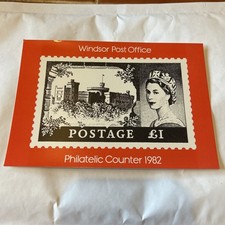 Windsor Post Office
POSTAGE £1
Philatelic Counter 1982